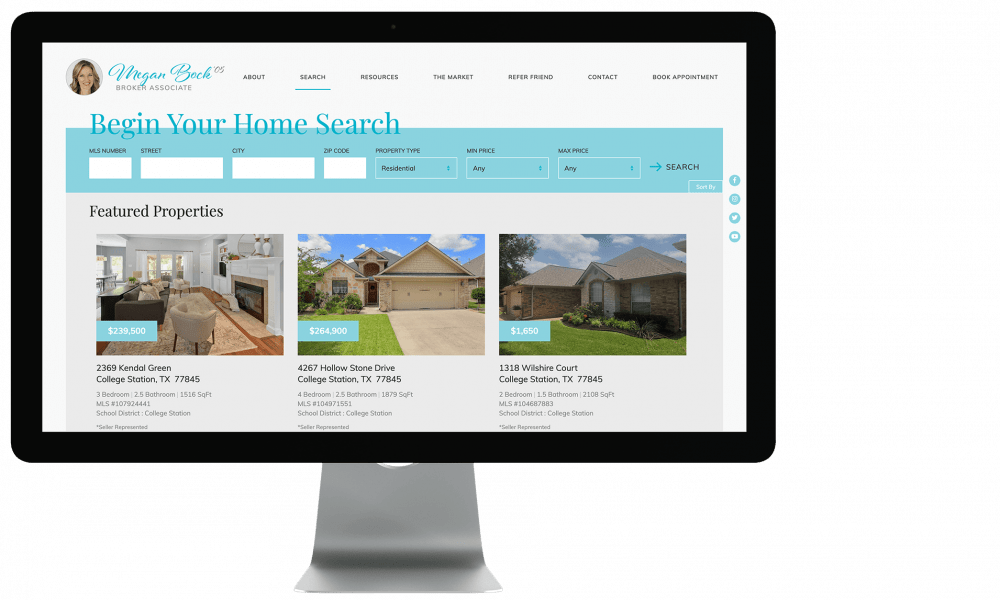 Megan Bock '05
BROKER ASSOCIATE
ABOUT
SEARCH
RESOURCES
THE MARKET
REFER FRIEND
CONTACT
BOOK APPOINTMENT
Begin Your Home Search
MLS NUMBER
STREET
CITY
ZIP CODE
PROPERTY TYPE
MIN PRICE
MAX PRICE
Residential
Any
Any
SEARCH
Sort By
Featured Properties
$239,500
$264,900
$1,650
2369 Kendal Green
College Station, TX 77845
3 Bedroom | 2.5 Bathroom | 1516 SqFt
MLS #107924441
School District : College Station
*Seller Represented
4267 Hollow Stone Drive
College Station, TX 77845
4 Bedroom | 2.5 Bathroom | 1879 SqFt
MLS #104971551
School District : College Station
*Seller Represented
1318 Wilshire Court
College Station, TX 77845
2 Bedroom | 1.5 Bathroom | 2108 SqFt
MLS #104687883
School District : College Station
*Seller Represented